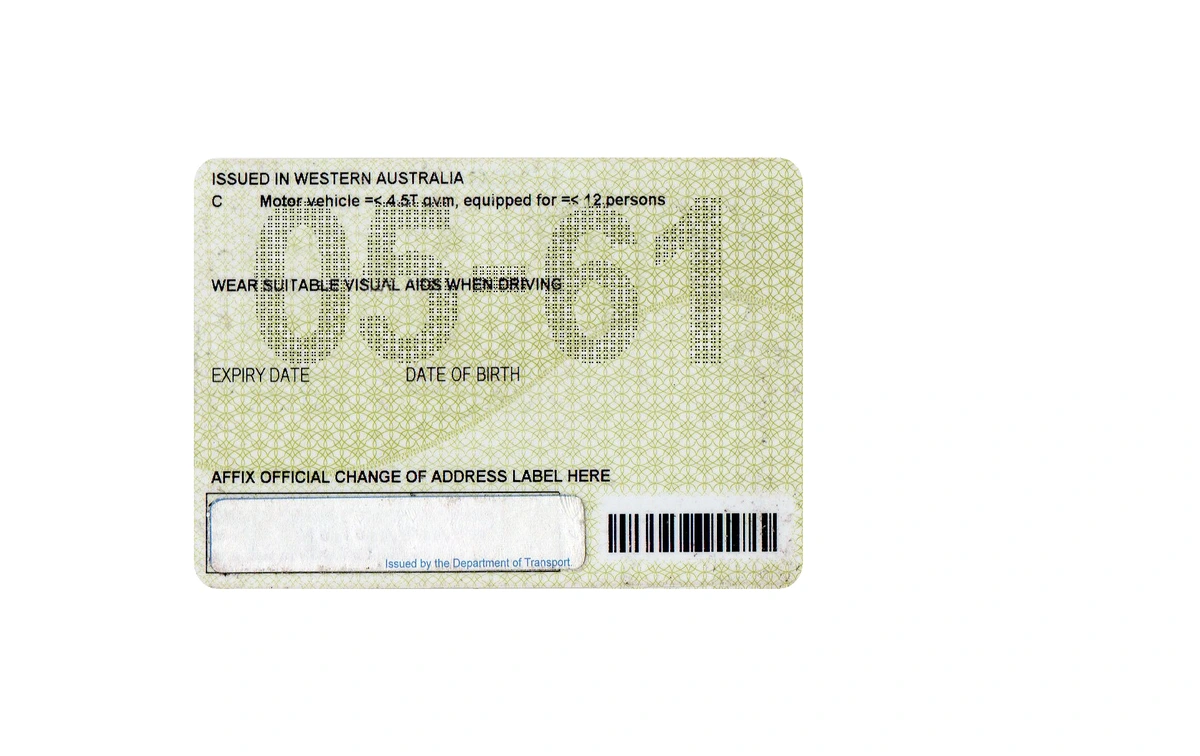 ISSUED IN WESTERN AUSTRALIA
C Motor vehicle =< 4.5T gvm, equipped for =< 12 persons
05-61
WEAR SUITABLE VISUAL AIDS WHEN DRIVING
EXPIRY DATE DATE OF BIRTH
AFFIX OFFICIAL CHANGE OF ADDRESS LABEL HERE
Issued by the Department of Transport.